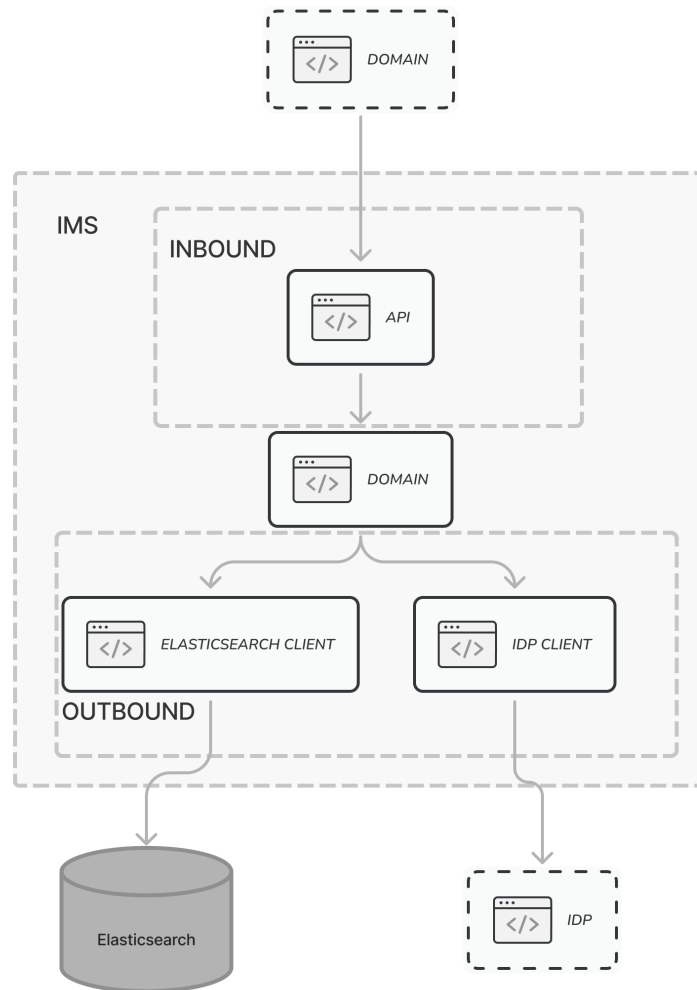 DOMAIN
IMS
INBOUND
</> API
</> DOMAIN
</> ELASTICSEARCH CLIENT
</> IDP CLIENT
OUTBOUND
Elasticsearch
</> IDP